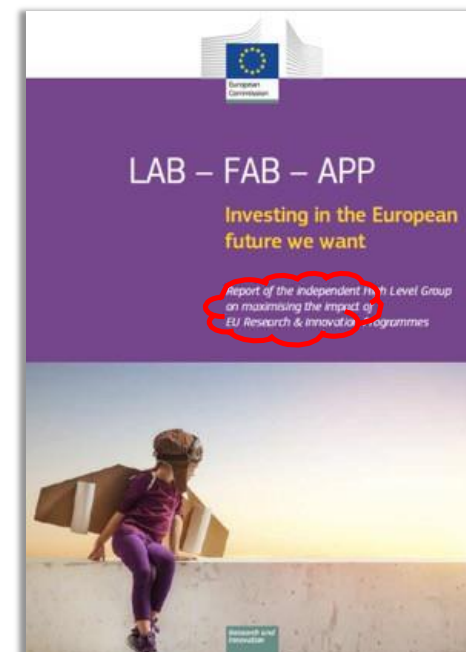 European
Commission
LAB – FAB – APP
Investing in the European
future we want
Report of the independent High Level Group
on maximising the impact of
EU Research & Innovation Programmes
Research and
Innovation